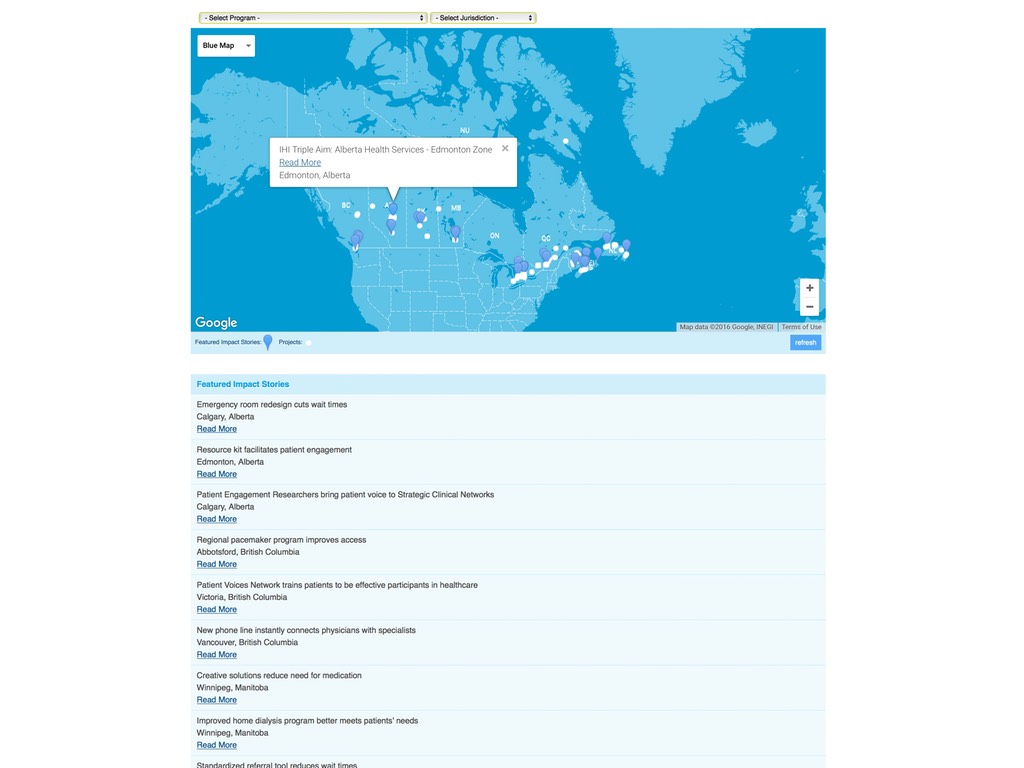 - Select Program -
- Select Jurisdiction -
Blue Map
NU
IHI Triple Aim: Alberta Health Services - Edmonton Zone
Read More
Edmonton, Alberta
BC
MB
ON
QC
Google
Map data ©2016 Google, INEGI
Terms of Use
Featured Impact Stories:
Projects:
refresh
Featured Impact Stories
Emergency room redesign cuts wait times
Calgary, Alberta
Read More
Resource kit facilitates patient engagement
Edmonton, Alberta
Read More
Patient Engagement Researchers bring patient voice to Strategic Clinical Networks
Calgary, Alberta
Read More
Regional pacemaker program improves access
Abbotsford, British Columbia
Read More
Patient Voices Network trains patients to be effective participants in healthcare
Victoria, British Columbia
Read More
New phone line instantly connects physicians with specialists
Vancouver, British Columbia
Read More
Creative solutions reduce need for medication
Winnipeg, Manitoba
Read More
Improved home dialysis program better meets patients' needs
Winnipeg, Manitoba
Read More
Standardized referral tool reduces wait times